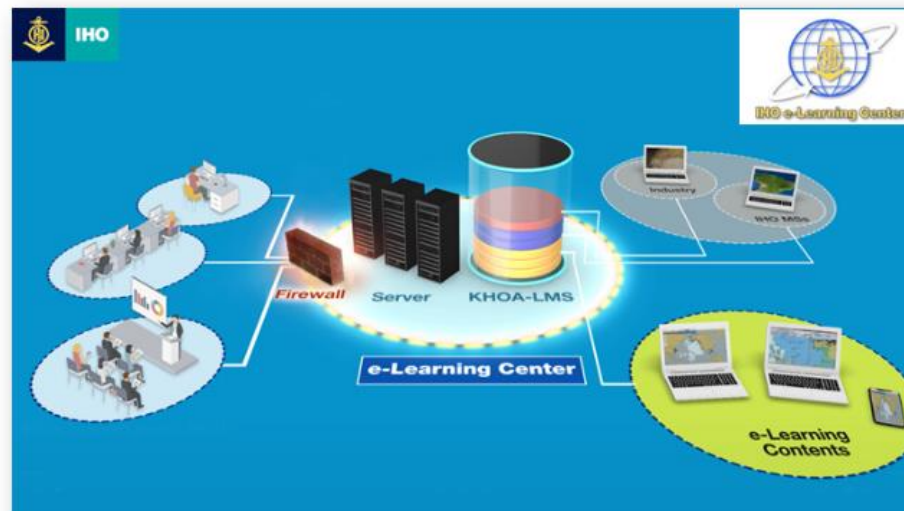 IHO
IHO e-Learning Center
Industry
IHO MSs
Firewall
Server
KHOA-LMS
e-Learning Center
e-Learning
Contents